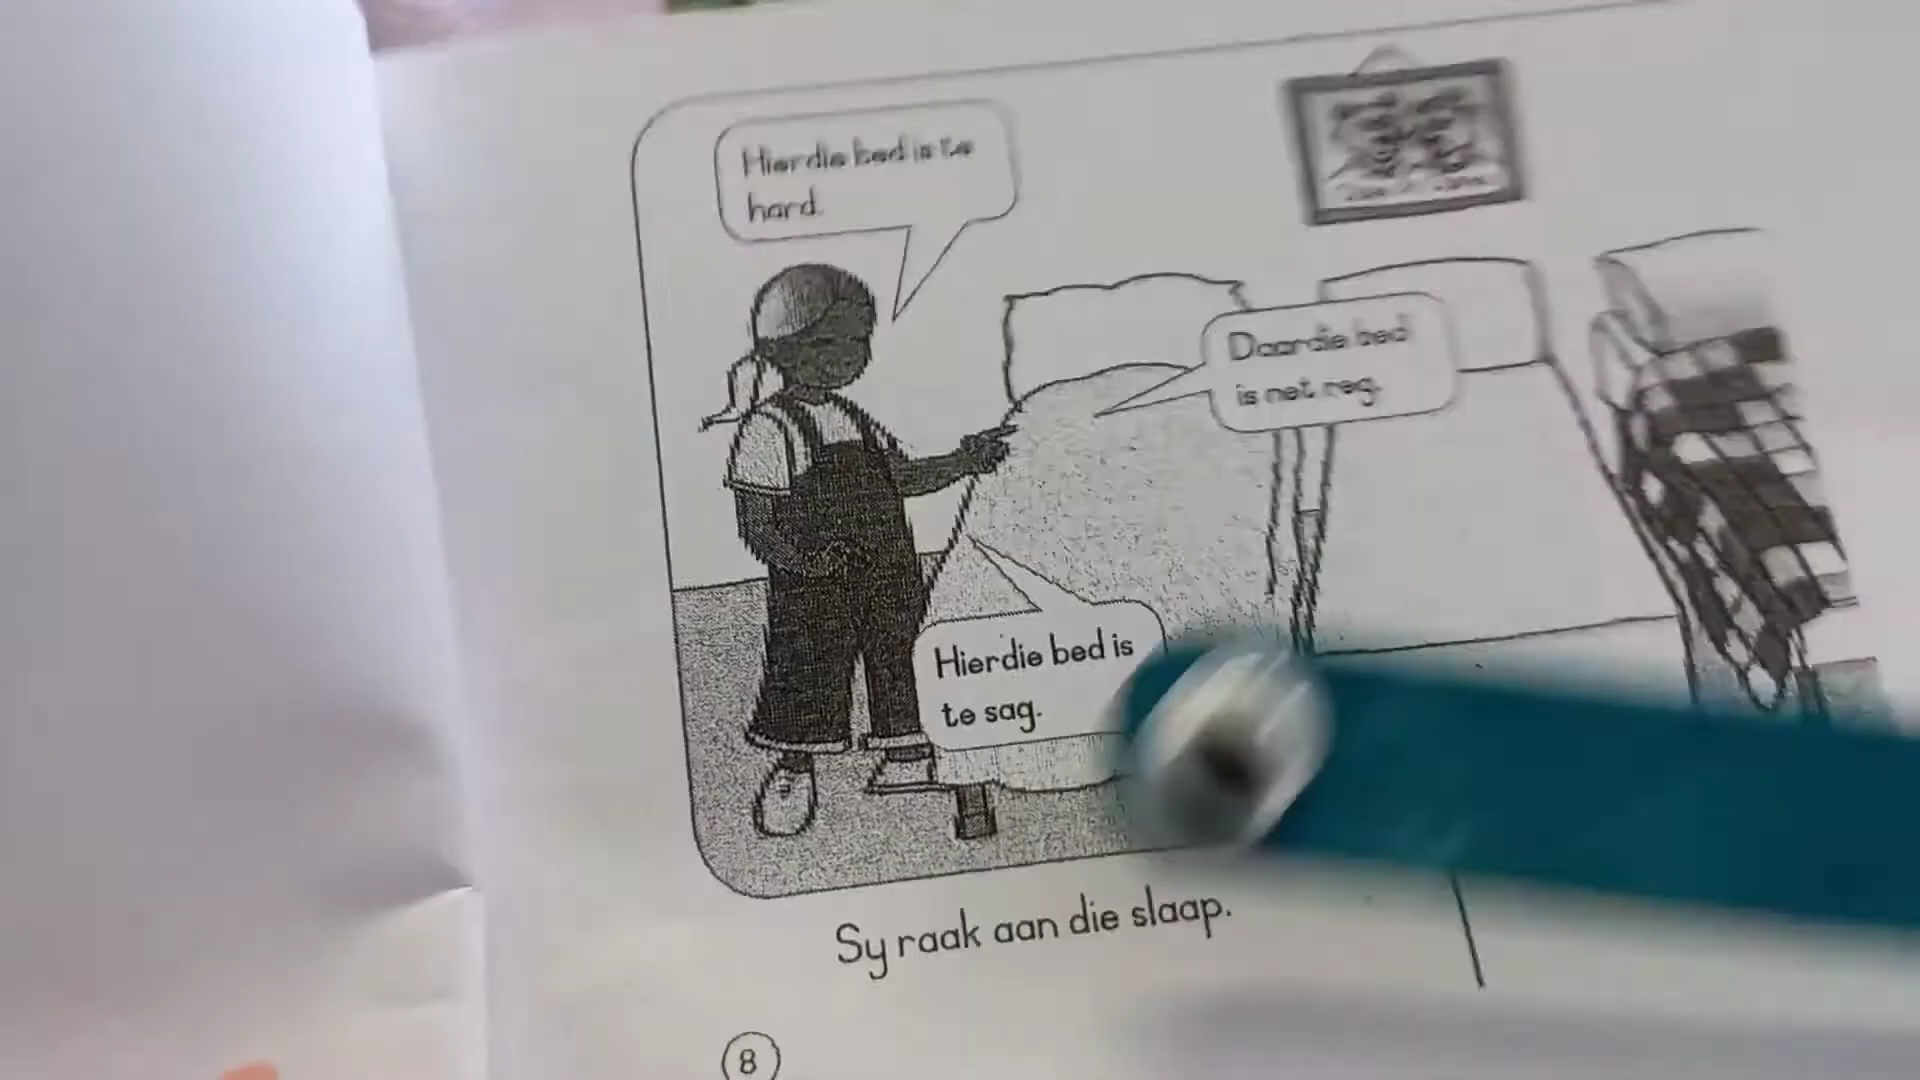 Hierdie bed is te
hard.
Daardie bed
is net reg.
Hierdie bed is
te sag.
Sy raak aan die slaap.
8